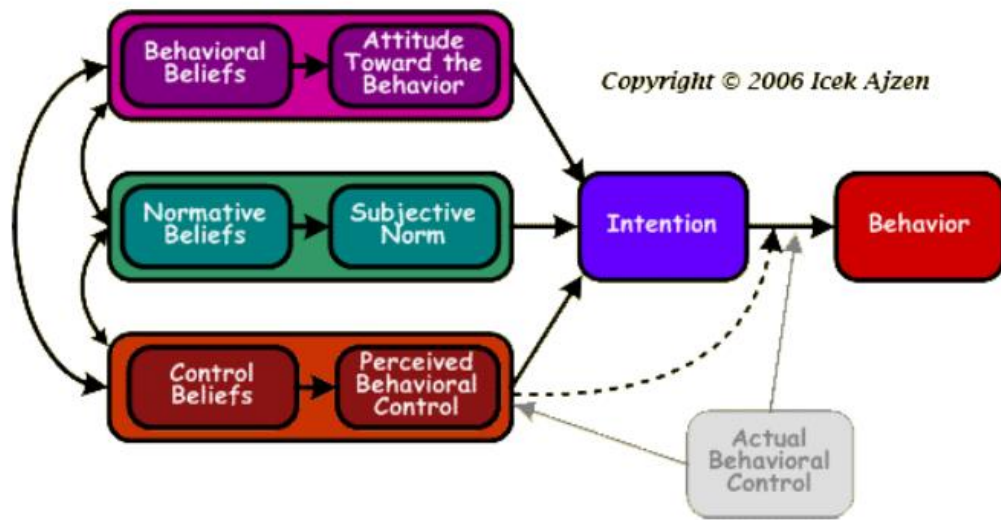 Behavioral
Beliefs
Attitude
Toward the
Behavior
Copyright © 2006 Icek Ajzen
Normative
Beliefs
Subjective
Norm
Intention
Behavior
Control
Beliefs
Perceived
Behavioral
Control
Actual
Behavioral
Control